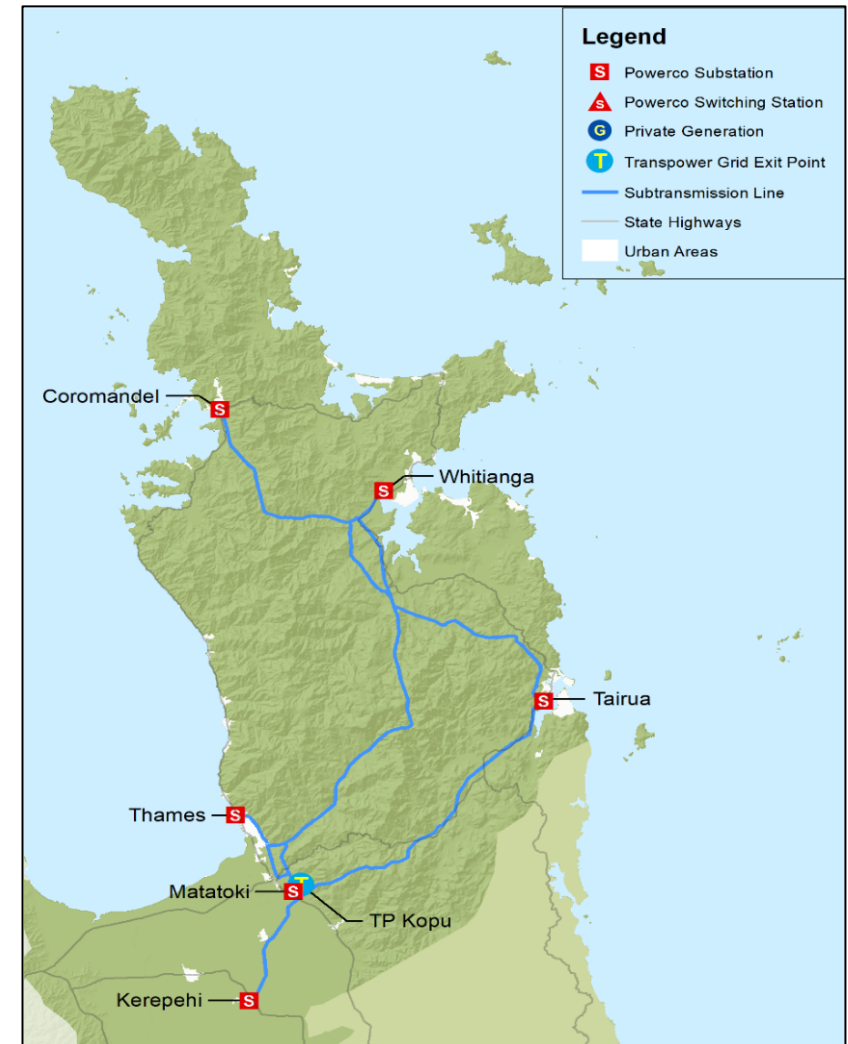 Legend
S Powerco Substation
S Powerco Switching Station
G Private Generation
T Transpower Grid Exit Point
Subtransmission Line
State Highways
Urban Areas
Coromandel
S
S
Whitianga
S
Tairua
Thames
S
Matatoki
S
T
TP Kopu
Kerepehi
S